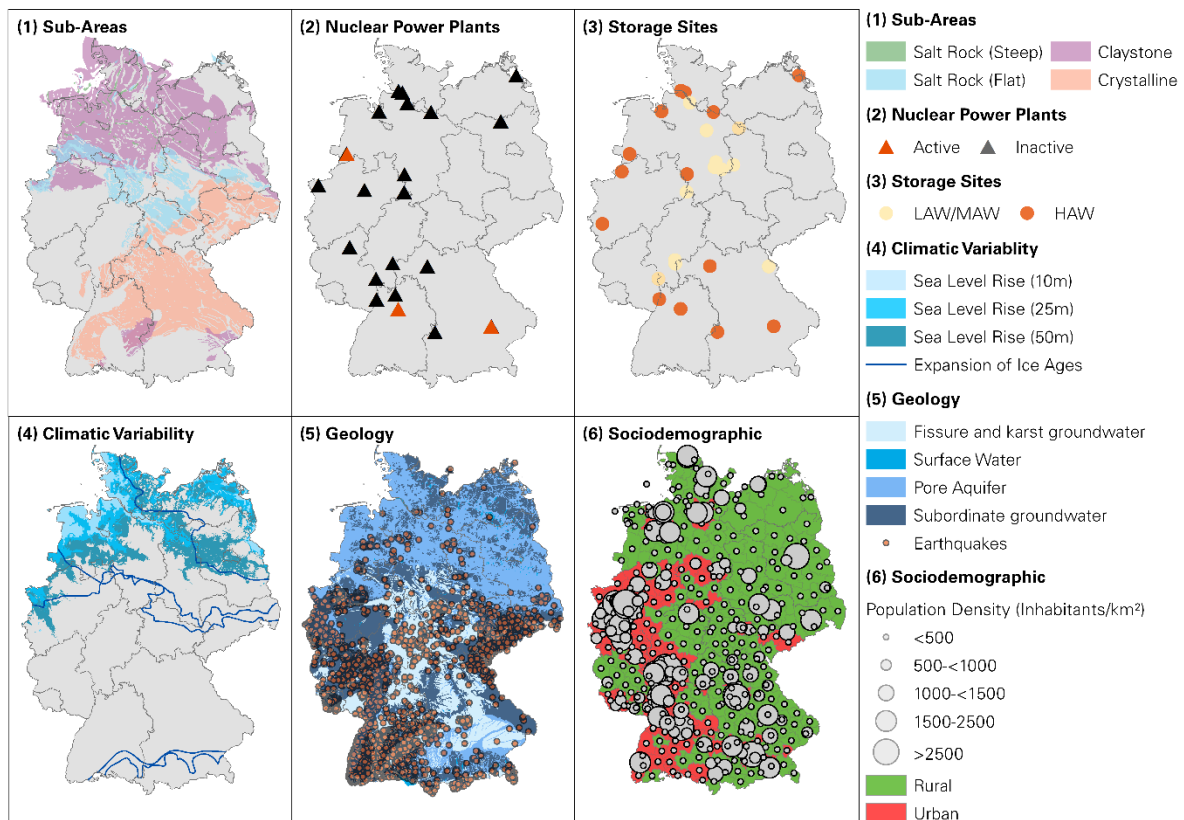 (1) Sub-Areas
(2) Nuclear Power Plants
(3) Storage Sites
(4) Climatic Variability
(5) Geology
(6) Sociodemographic
(1) Sub-Areas
Salt Rock (Steep)
Claystone
Salt Rock (Flat)
Crystalline
(2) Nuclear Power Plants
Active
Inactive
(3) Storage Sites
LAW/MAW
HAW
(4) Climatic Variablity
Sea Level Rise (10m)
Sea Level Rise (25m)
Sea Level Rise (50m)
Expansion of Ice Ages
(5) Geology
Fissure and karst groundwater
Surface Water
Pore Aquifer
Subordinate groundwater
Earthquakes
(6) Sociodemographic
Population Density (Inhabitants/km²)
<500
500-<1000
1000-<1500
1500-2500
>2500
Rural
Urban